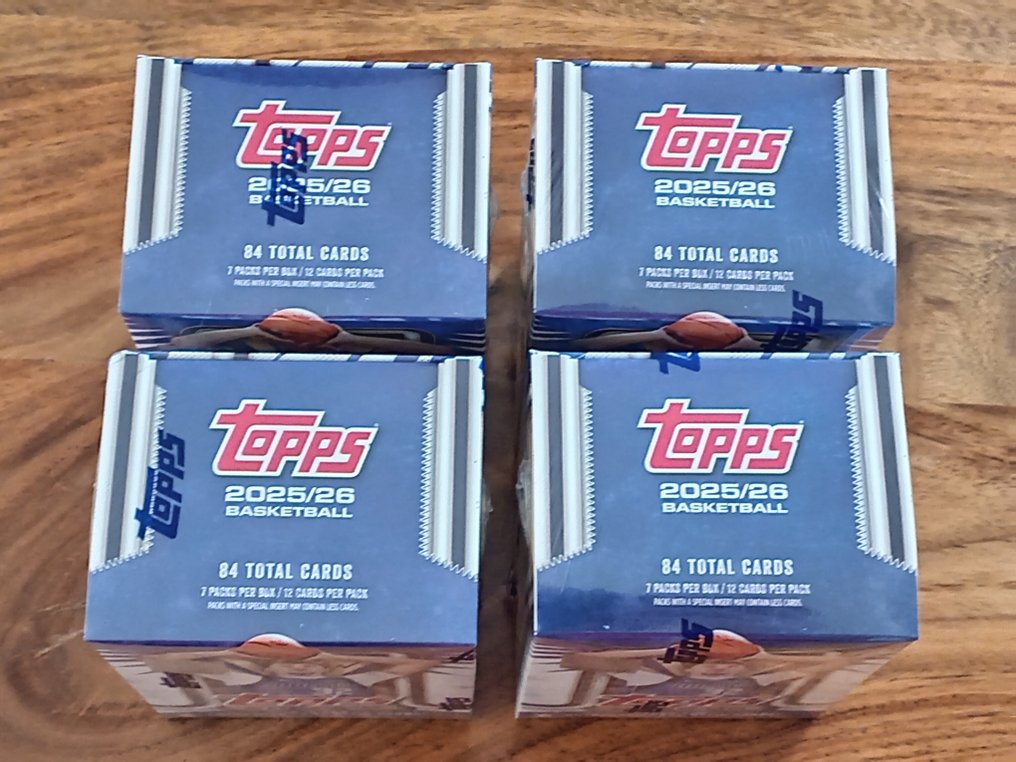 Topps
Topps
2025/26
BASKETBALL
84 TOTAL CARDS
7 PACKS PER BOX / 12 CARDS PER PACK
PACKS WITH A SPECIAL INSERT MAY CONTAIN LESS CARDS.
Topps
2025/26
BASKETBALL
84 TOTAL CARDS
7 PACKS PER BOX / 12 CARDS PER PACK
PACKS WITH A SPECIAL INSERT MAY CONTAIN LESS CARDS.
Topps
Topps
Topps
2025/26
BASKETBALL
84 TOTAL CARDS
7 PACKS PER BOX / 12 CARDS PER PACK
PACKS WITH A SPECIAL INSERT MAY CONTAIN LESS CARDS.
Topps
2025/26
BASKETBALL
84 TOTAL CARDS
7 PACKS PER BOX / 12 CARDS PER PACK
PACKS WITH A SPECIAL INSERT MAY CONTAIN LESS CARDS.
Topps